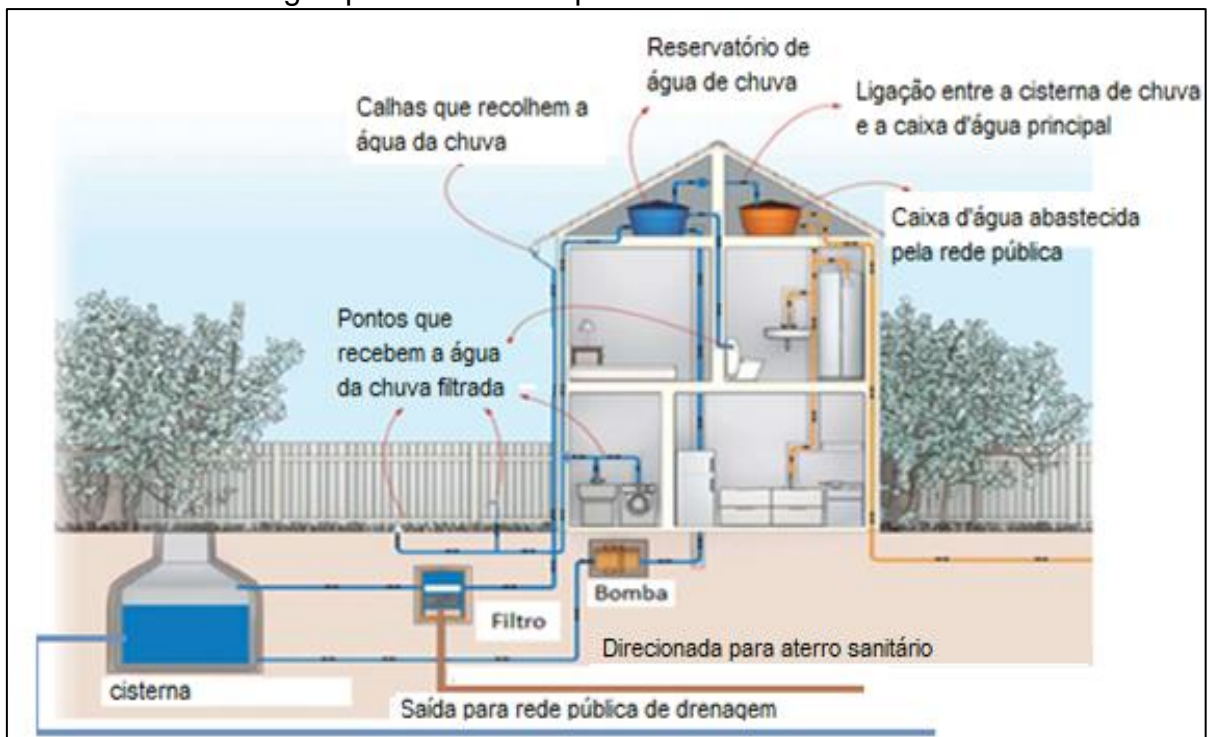 Reservatório de
água de chuva
Ligação entre a cisterna de chuva
e a caixa d'água principal
Calhas que recolhem a
áqua da chuva
Caixa d'água abastecida
pela rede pública
Pontos que
recebem a água
da chuva filtrada
Bomba
Filtro
Direcionada para aterro sanitário
cisterna
Saída para rede pública de drenagem